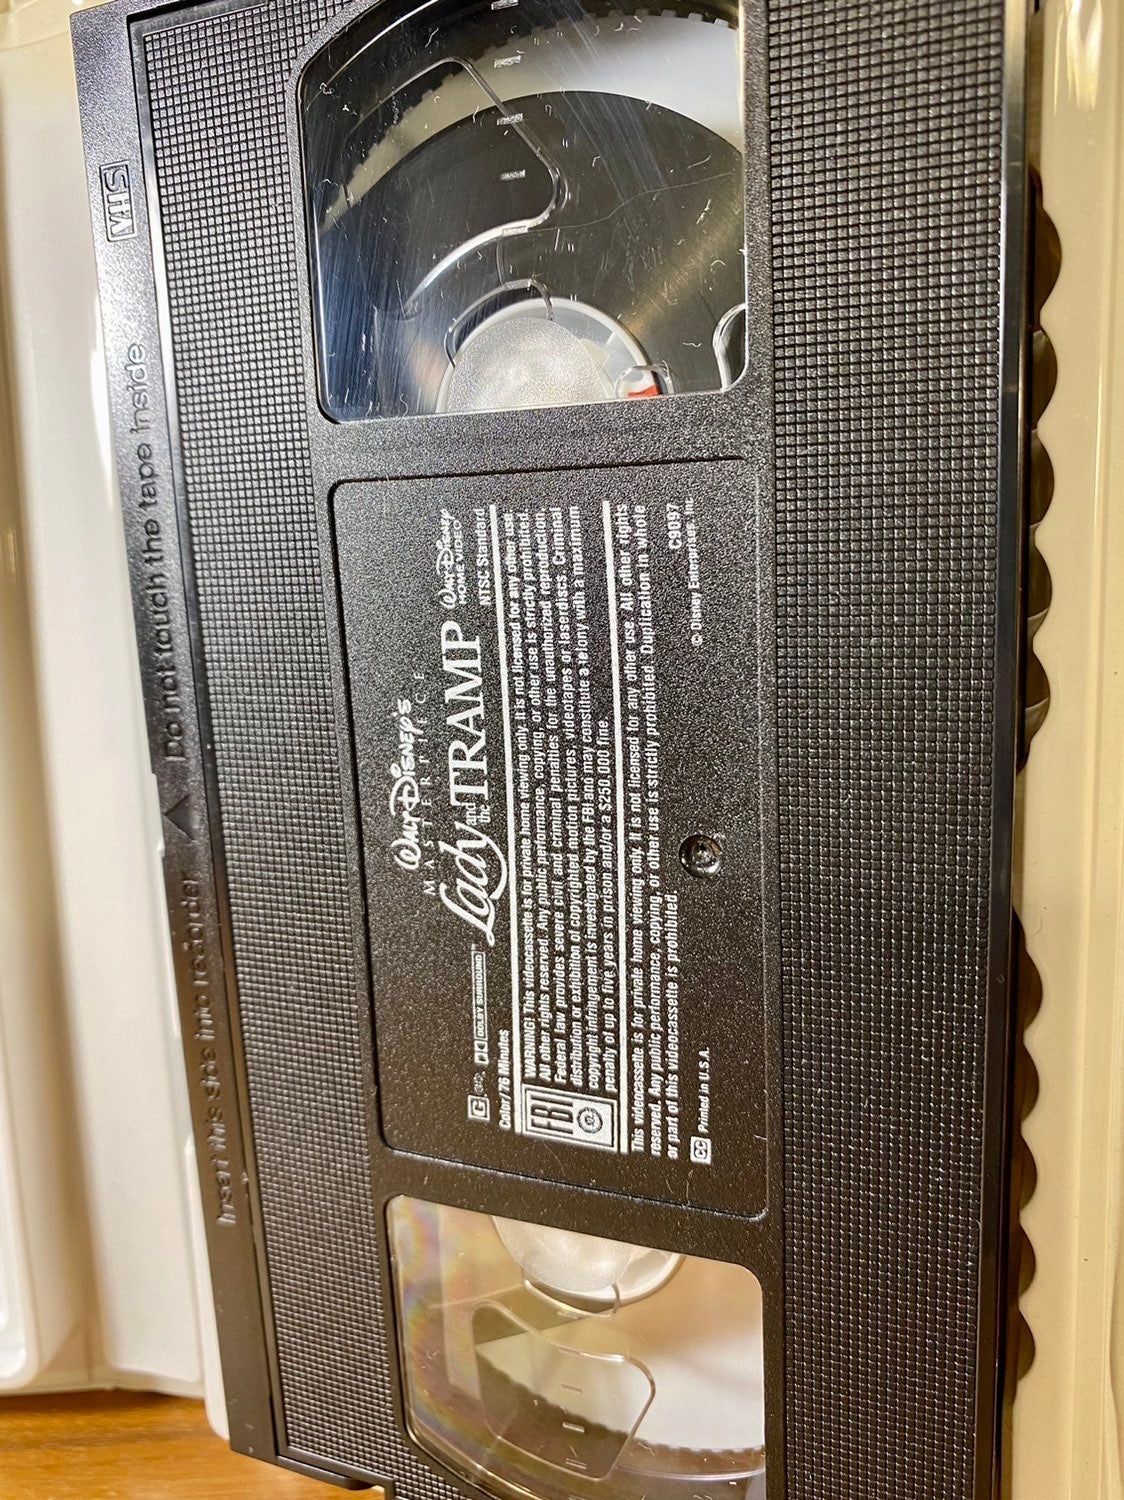 VHS
Do not touch the tape inside
Insert this side into recorder
WALT DISNEY'S
MASTERPIECE
Lady and the TRAMP
WALT DISNEY
HOME VIDEO
G DOLBY SURROUND
Color/76 Mins.
NTSC Standard
FBI
WARNING: This videocassette is for private home viewing only. It is not licensed for any other use.
All other rights reserved. Any public performance, copying, or other use is strictly prohibited.
Federal law provides severe civil and criminal penalties for the unauthorized reproduction,
distribution or exhibition of copyrighted motion pictures, videotapes or laserdiscs. Criminal
copyright infringement is investigated by the FBI and may constitute a felony with a maximum
penalty of up to five years in prison and/or a $250,000 fine.
This videocassette is for private home viewing only. It is not licensed for any other use. All other rights
reserved. Any public performance, copying, or other use is strictly prohibited. Duplication in whole
or part of this videocassette is prohibited.
C9097
CC Printed in U.S.A.
© Disney Enterprises, Inc.